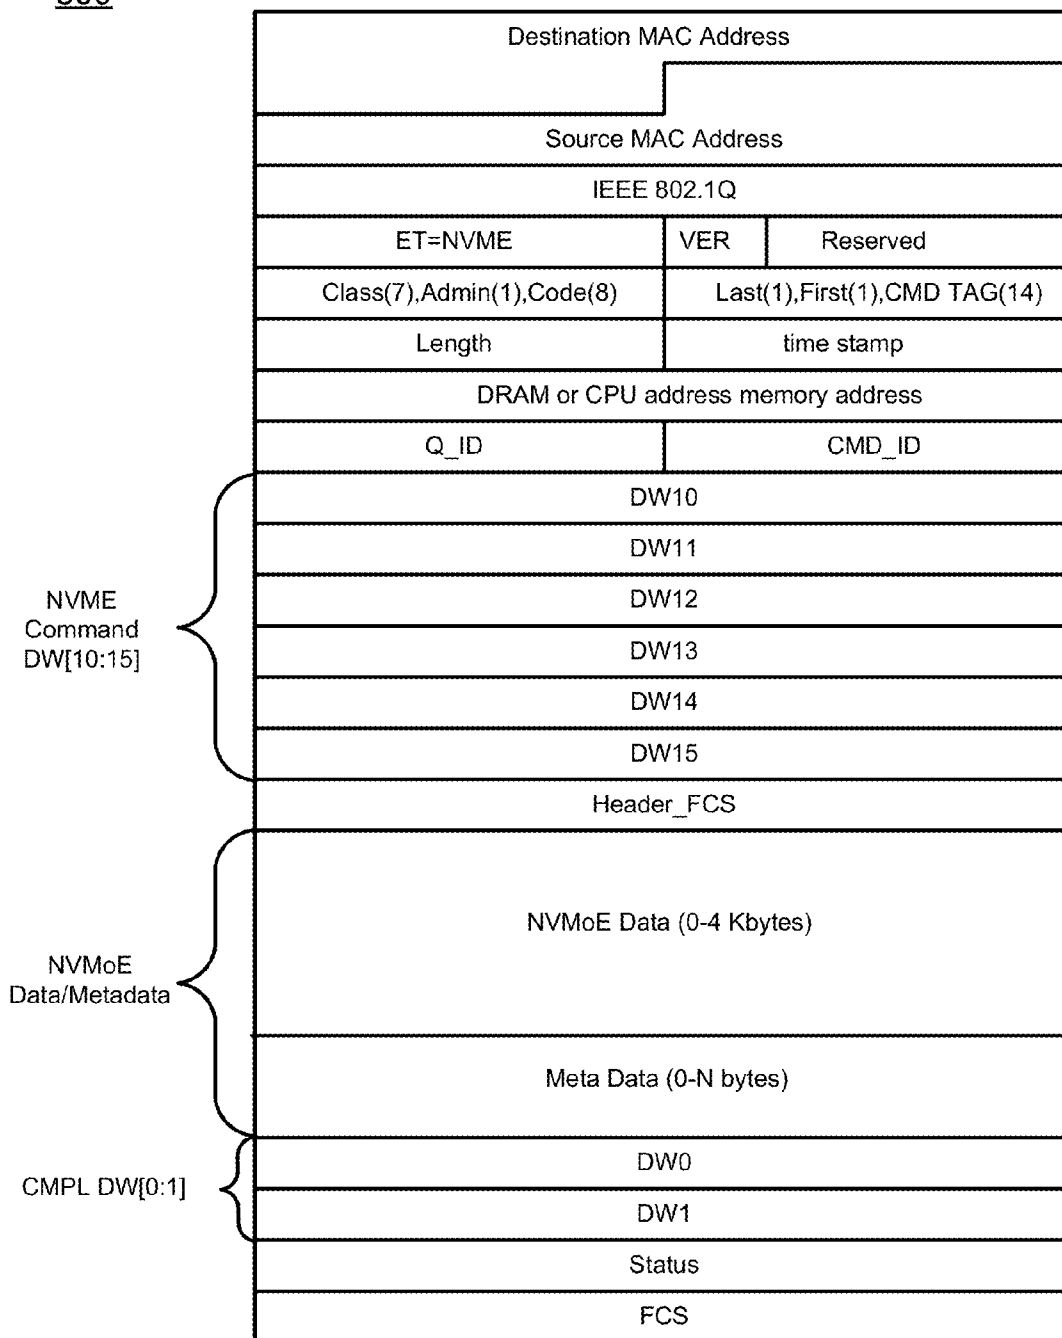 Destination MAC Address
Source MAC Address
IEEE 802.1Q
ET=NVME VER Reserved
Class(7),Admin(1),Code(8) Last(1),First(1),CMD TAG(14)
Length time stamp
DRAM or CPU address memory address
Q_ID CMD_ID
NVME
Command
DW[10:15]
DW10
DW11
DW12
DW13
DW14
DW15
Header_FCS
NVMoE
Data/Metadata
NVMoE Data (0-4 Kbytes)
Meta Data (0-N bytes)
CMPL DW[0:1]
DW0
DW1
Status
FCS